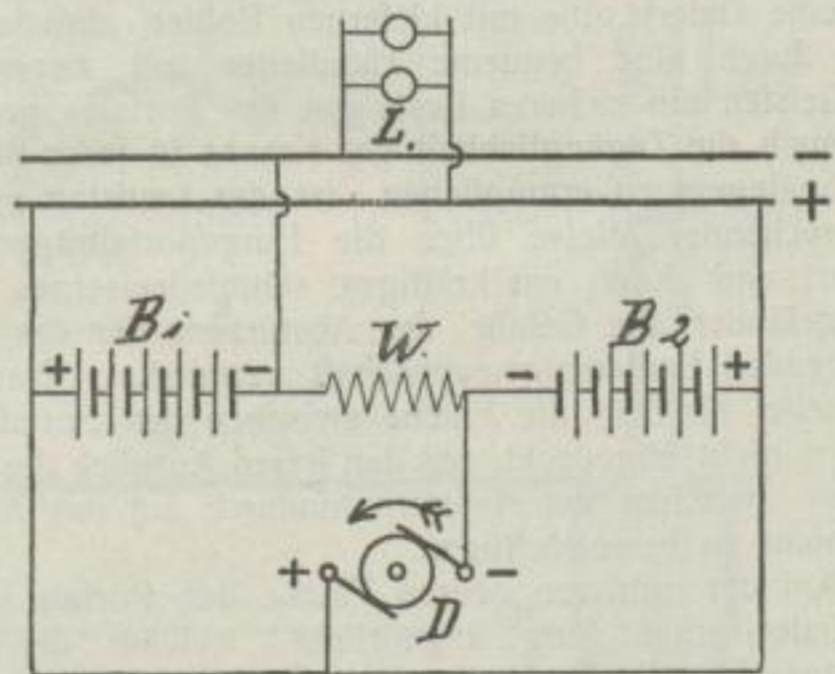 L.
−
+
B1 W. B2
+ − − +
+ − 
D